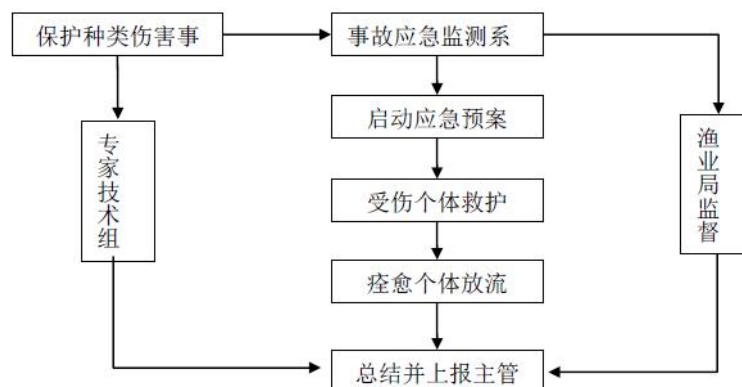 保护种类伤害事
事故应急监测系
启动应急预案
专家技术组
渔业局监督
受伤个体救护
痊愈个体放流
总结并上报主管